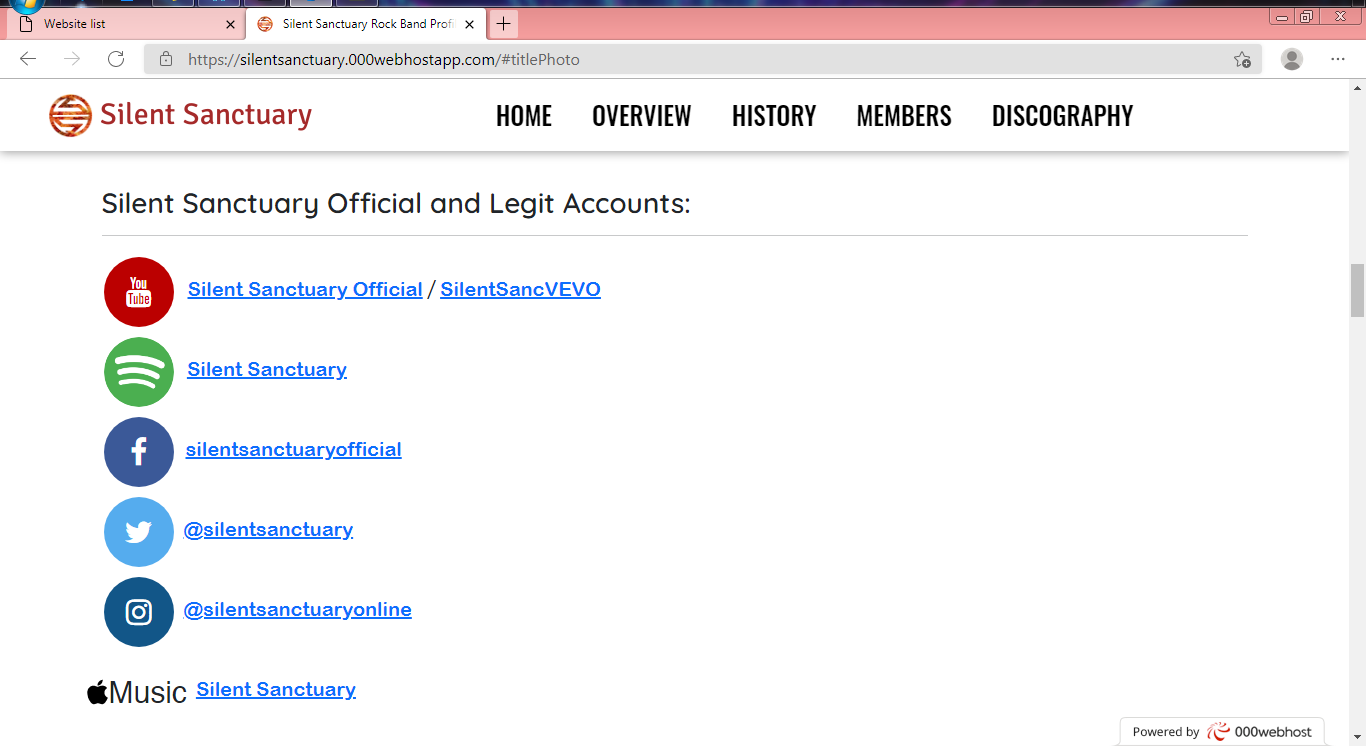 Website list
Silent Sanctuary Rock Band Profi
https://silentsanctuary.000webhostapp.com/#titlePhoto
Silent Sanctuary HOME OVERVIEW HISTORY MEMBERS DISCOGRAPHY
Silent Sanctuary Official and Legit Accounts:
You
Tube
Silent Sanctuary Official / SilentSancVEVO
Silent Sanctuary
f
silentsanctuaryofficial
@silentsanctuary
@silentsanctuaryonline
Music Silent Sanctuary
Powered by 000webhost